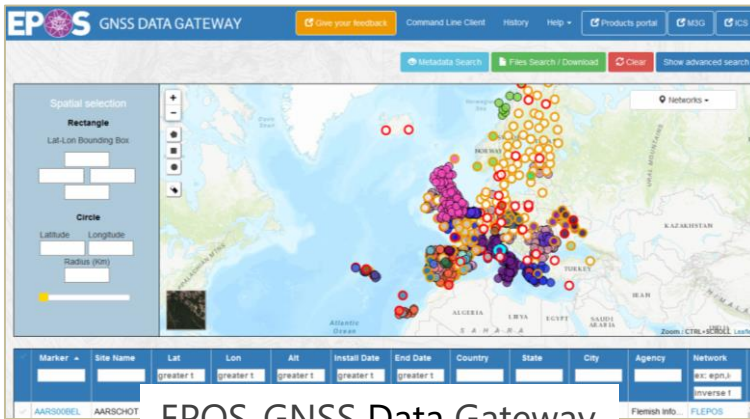 EPOS GNSS DATA GATEWAY
Give your feedback
Command Line Client
History
Help
Products portal
M3G
ICS
Metadata Search
Files Search / Download
Clear
Show advanced search
Spatial selection
Rectangle
Lat-Lon Bounding Box
Circle
Latitude Longitude
Radius (Km)
+
−
Networks
NORWAY
URAL MOUNTAINS
KAZAKHSTAN
TURKEY
IRAN
ALGERIA
LIBYA
EGYPT
SAUDI
ARABIA
SAHARA
Atlantic
Ocean
Zoom : CTRL+SCROLL
Marker Site Name Lat Lon Alt Install Date End Date Country State City Agency Network
greater t greater t greater t greater t greater t
inverse f
AARS00BEL AARSCHOT
Flemish Info... FLEPOS
EPOS-GNSS Data Gateway